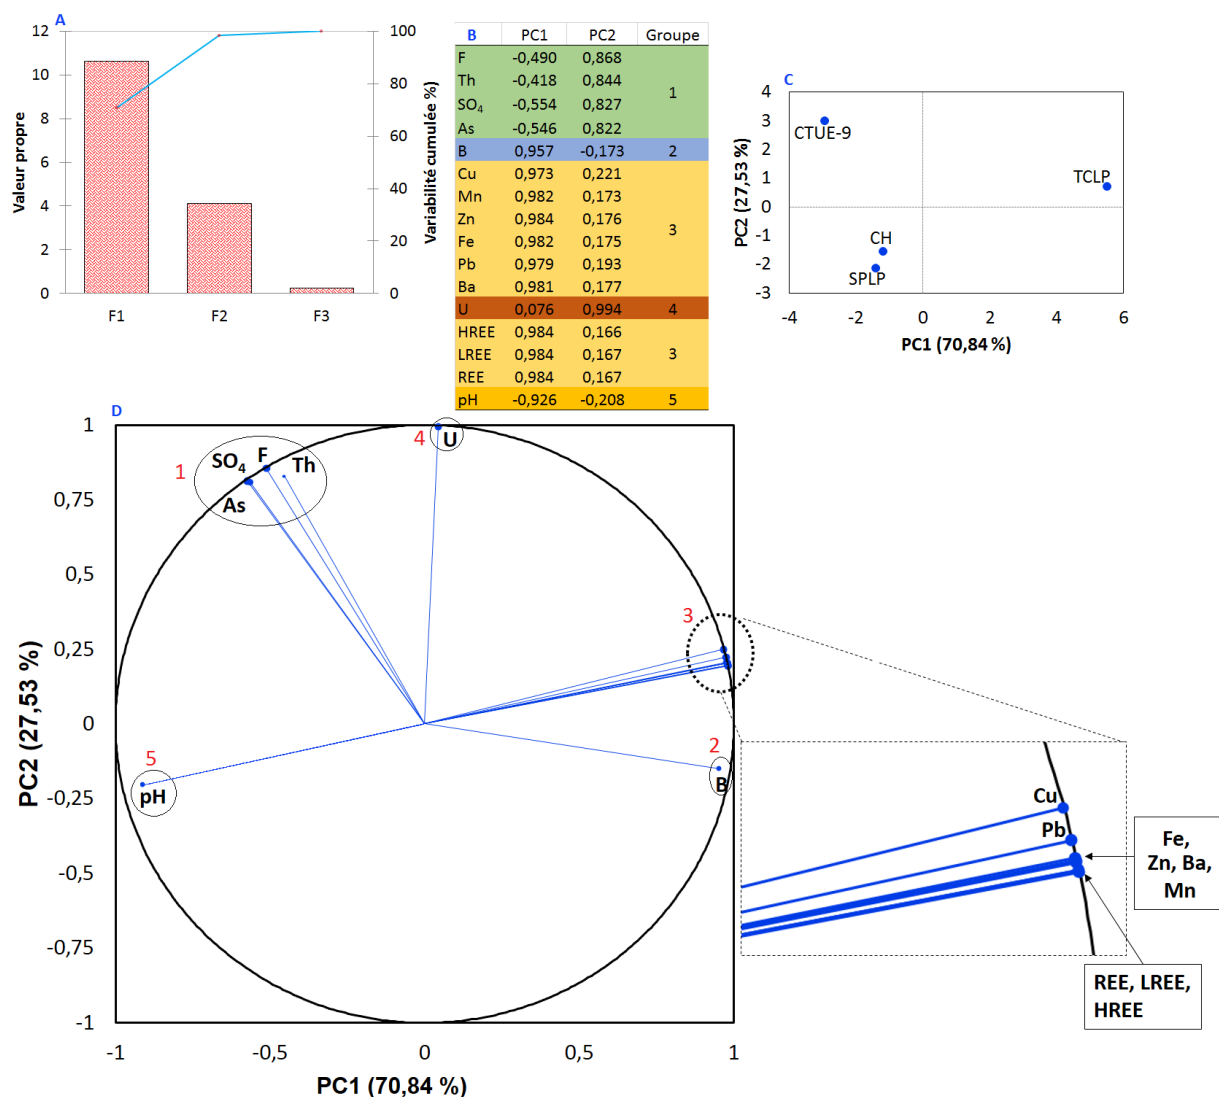 A
Valeur propre
12
10
8
6
4
2
0
F1
F2
F3
100
80
60
40
20
0
Variabilité cumulée %)
B PC1 PC2 Groupe
F -0,490 0,868
Th -0,418 0,844
1
SO4 -0,554 0,827
As -0,546 0,822
B 0,957 -0,173 2
Cu 0,973 0,221
Mn 0,982 0,173
Zn 0,984 0,176
3
Fe 0,982 0,175
Pb 0,979 0,193
Ba 0,981 0,177
U 0,076 0,994 4
HREE 0,984 0,166
LREE 0,984 0,167 3
REE 0,984 0,167
pH -0,926 -0,208 5
C
PC2 (27,53 %)
4
3
2
1
0
-1
-2
-3
CTUE-9
TCLP
CH
SPLP
-4 -2 0 2 4 6
PC1 (70,84 %)
D
PC2 (27,53 %)
1
0,75
0,5
0,25
0
-0,25
-0,5
-0,75
-1
4
U
1
SO4
F
Th
As
3
2
B
5
pH
-1 -0,5 0 0,5 1
PC1 (70,84 %)
Cu
Pb
Fe,
Zn, Ba,
Mn
REE, LREE,
HREE